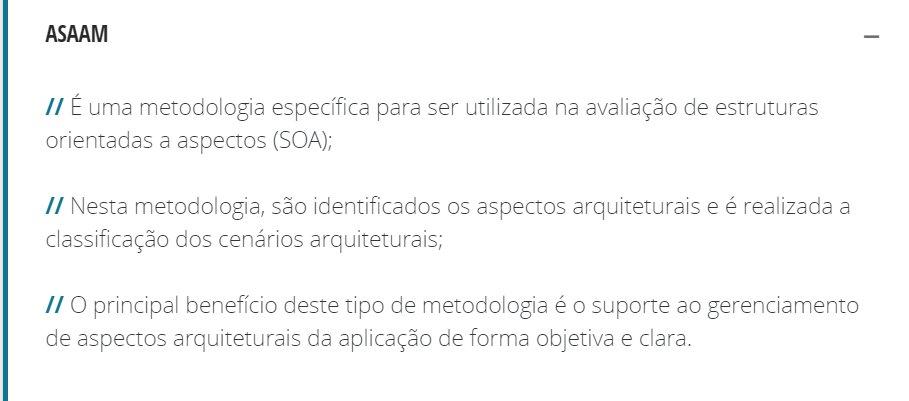 ASAAM
// É uma metodologia específica para ser utilizada na avaliação de estruturas
orientadas a aspectos (SOA);
// Nesta metodologia, são identificados os aspectos arquiteturais e é realizada a
classificação dos cenários arquiteturais;
// O principal benefício deste tipo de metodologia é o suporte ao gerenciamento
de aspectos arquiteturais da aplicação de forma objetiva e clara.